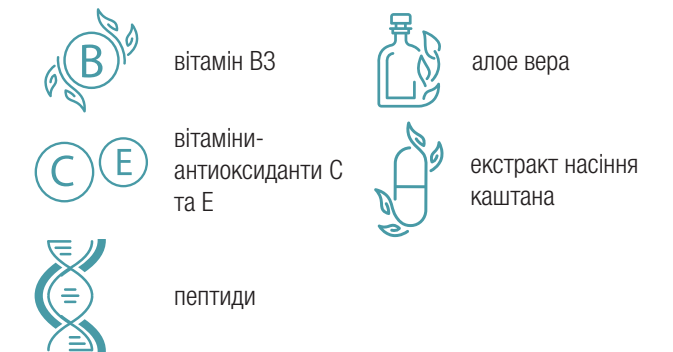 B
вітамін B3
алое вера
C E
вітаміни-
антиоксиданти С
та Е
екстракт насіння
каштана
пептиди